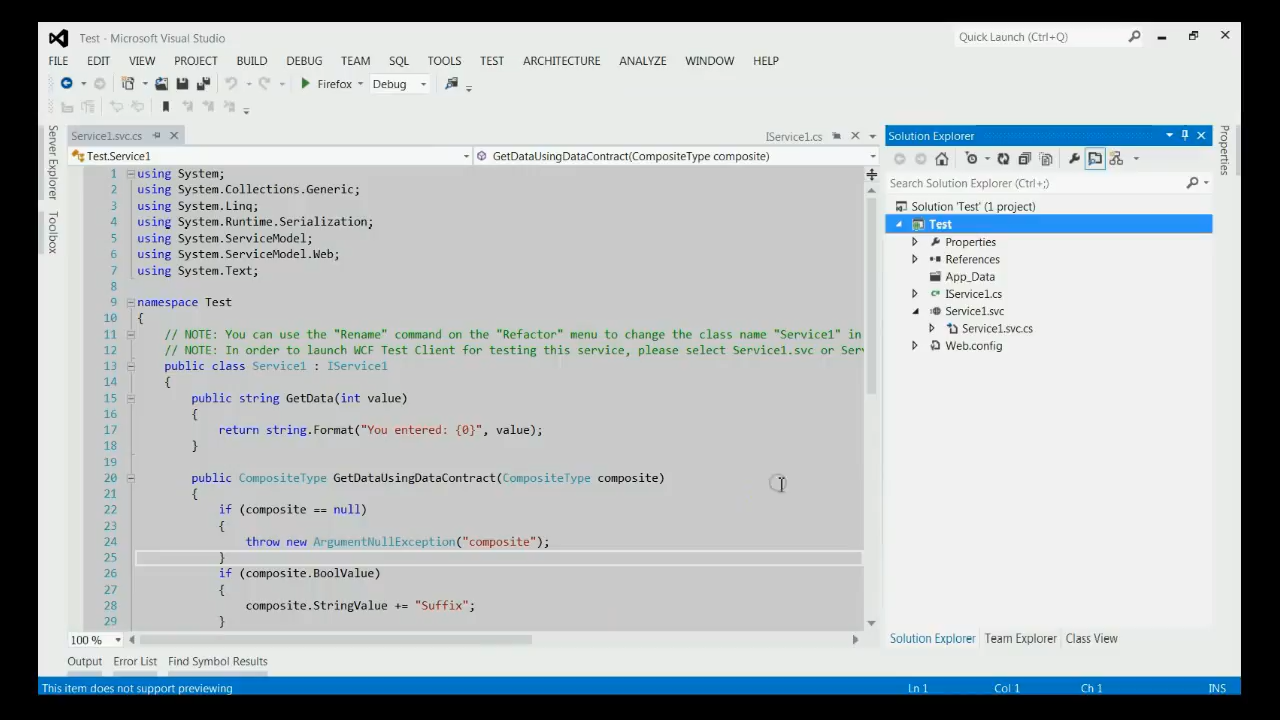 Test - Microsoft Visual Studio
Quick Launch (Ctrl+Q)
FILE EDIT VIEW PROJECT BUILD DEBUG TEAM SQL TOOLS TEST ARCHITECTURE ANALYZE WINDOW HELP
Firefox Debug
Server Explorer
Toolbox
Service1.svc.cs
IService1.cs
Test.Service1
GetDataUsingDataContract(CompositeType composite)
1 using System;
2 using System.Collections.Generic;
3 using System.Linq;
4 using System.Runtime.Serialization;
5 using System.ServiceModel;
6 using System.ServiceModel.Web;
7 using System.Text;
8
9 namespace Test
10 {
11 // NOTE: You can use the "Rename" command on the "Refactor" menu to change the class name "Service1" in
12 // NOTE: In order to launch WCF Test Client for testing this service, please select Service1.svc or Ser
13 public class Service1 : IService1
14 {
15 public string GetData(int value)
16 {
17 return string.Format("You entered: {0}", value);
18 }
19
20 public CompositeType GetDataUsingDataContract(CompositeType composite)
21 {
22 if (composite == null)
23 {
24 throw new ArgumentNullException("composite");
25 }
26 if (composite.BoolValue)
27 {
28 composite.StringValue += "Suffix";
29 }
100 %
Solution Explorer
Search Solution Explorer (Ctrl+;)
Solution 'Test' (1 project)
Test
Properties
References
App_Data
IService1.cs
Service1.svc
Service1.svc.cs
Web.config
Solution Explorer Team Explorer Class View
Properties
Output Error List Find Symbol Results
This item does not support previewing
Ln 1 Col 1 Ch 1 INS